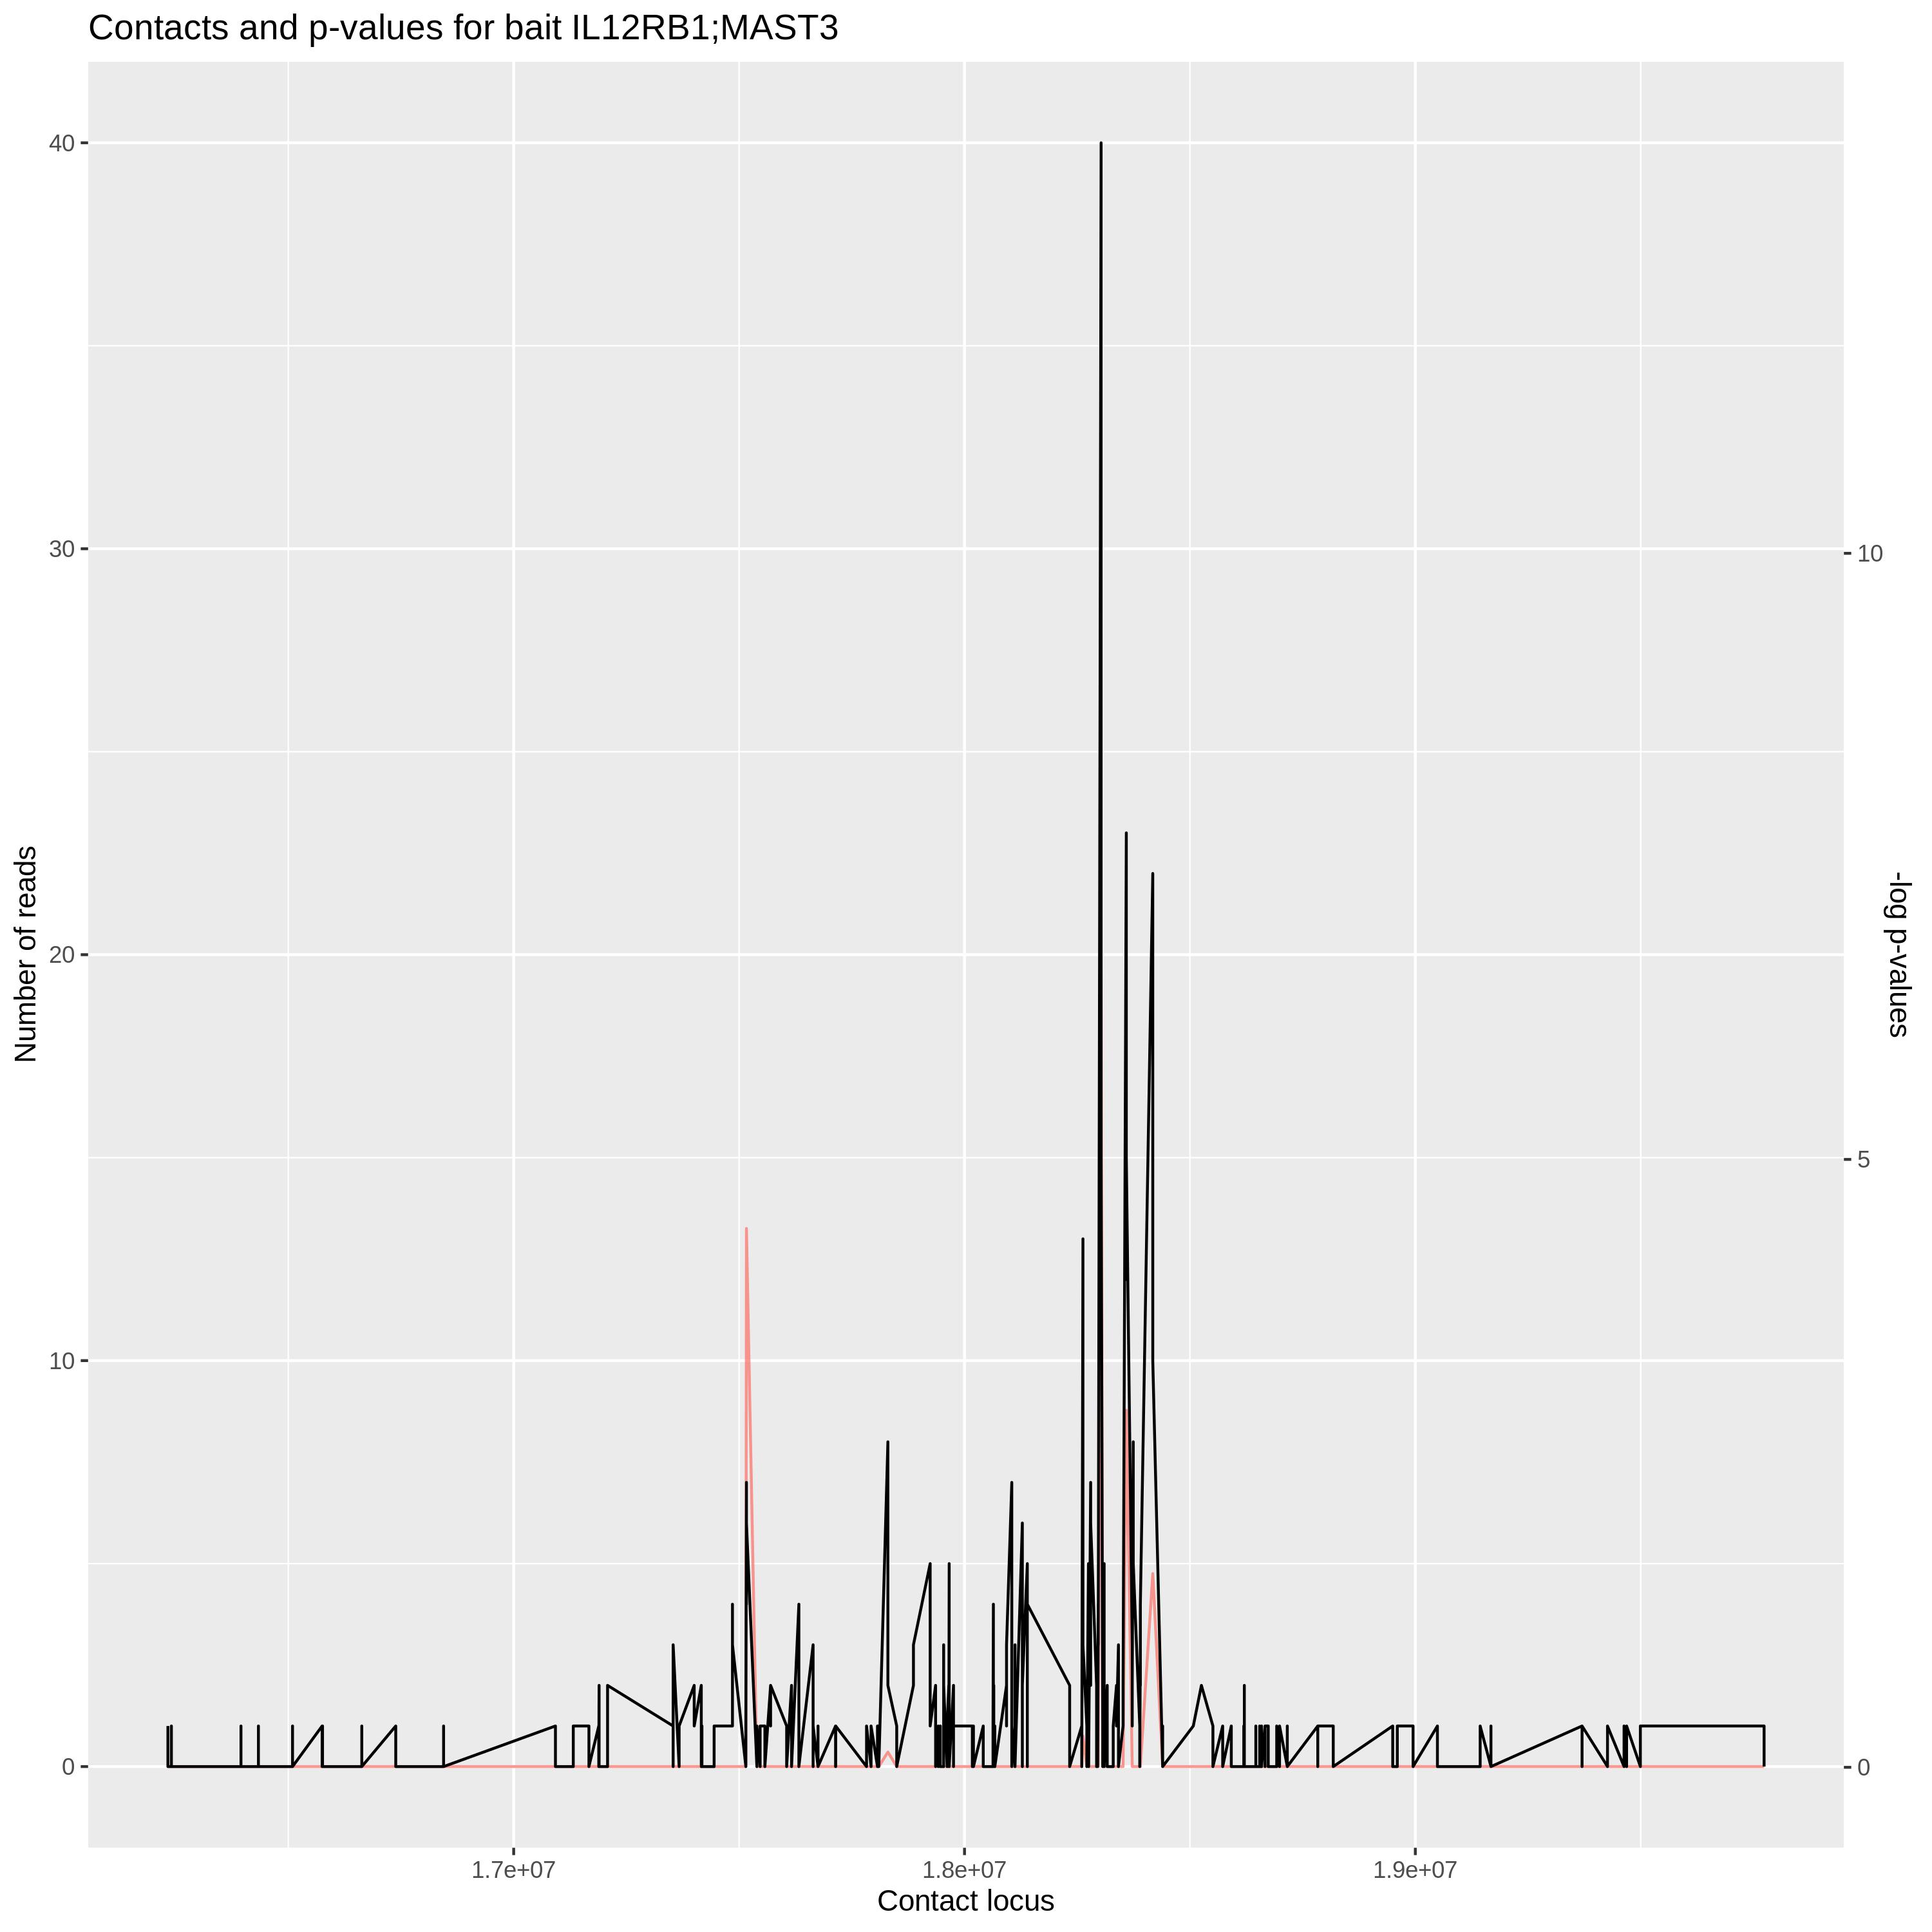 Contacts and p-values for bait IL12RB1;MAST3
40
30
20
10
0
Number of reads
10
5
0
-log p-values
1.7e+07
1.8e+07
1.9e+07
Contact locus